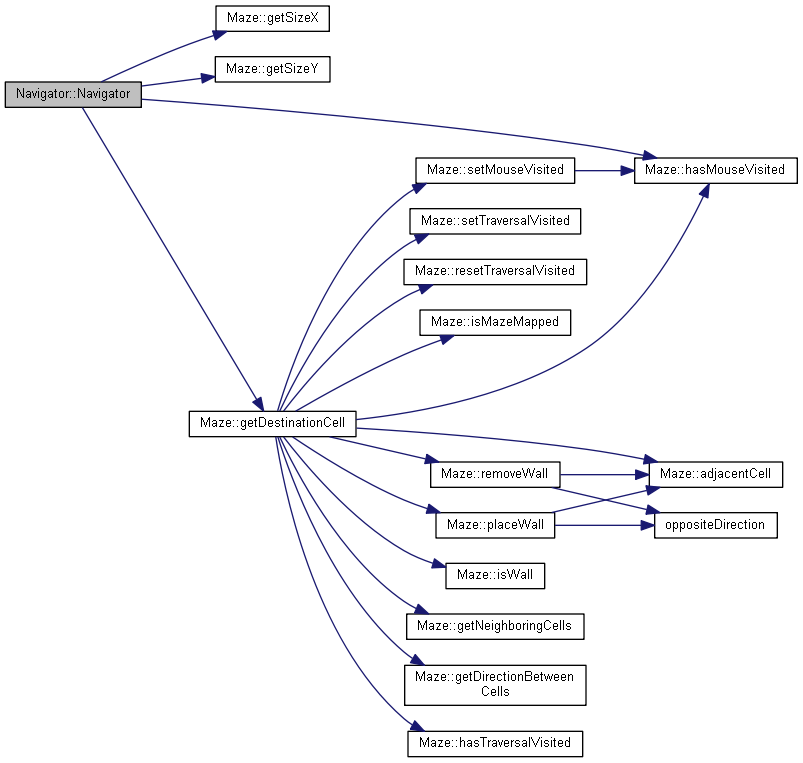 Maze::getSizeX
Maze::getSizeY
Navigator::Navigator
Maze::setMouseVisited
Maze::hasMouseVisited
Maze::setTraversalVisited
Maze::resetTraversalVisited
Maze::isMazeMapped
Maze::getDestinationCell
Maze::removeWall
Maze::adjacentCell
Maze::placeWall
oppositeDirection
Maze::isWall
Maze::getNeighboringCells
Maze::getDirectionBetween
Cells
Maze::hasTraversalVisited